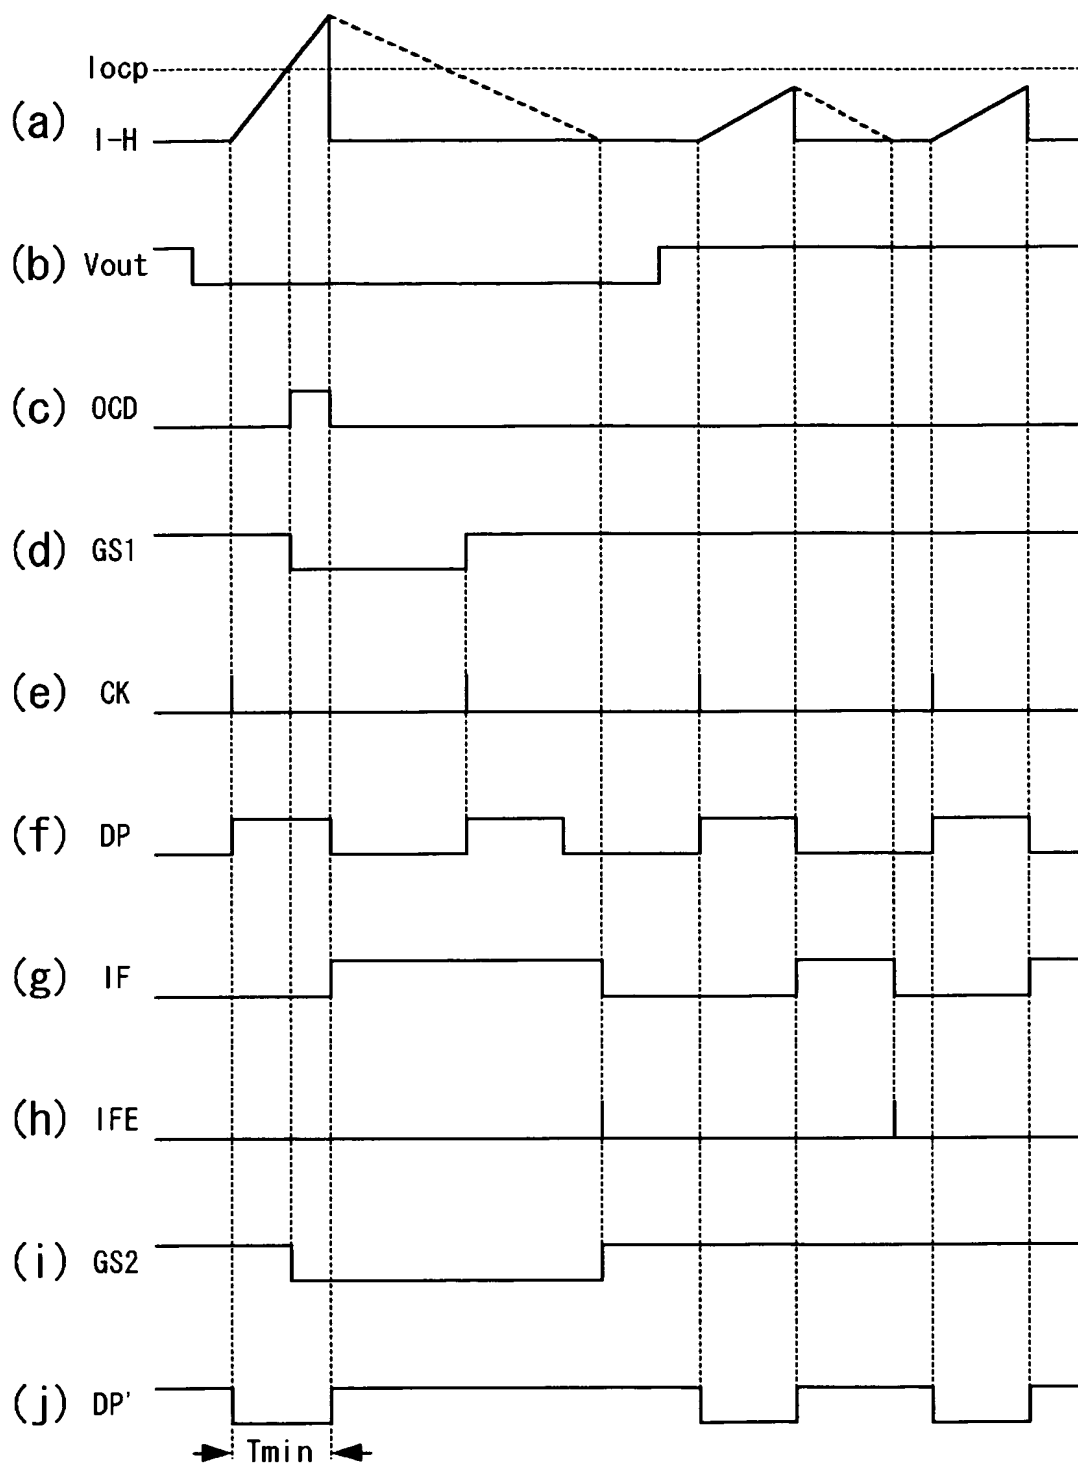 Iocp
(a) I-H
(b) Vout
(c) OCD
(d) GS1
(e) CK
(f) DP
(g) IF
(h) IFE
(i) GS2
(j) DP'
Tmin